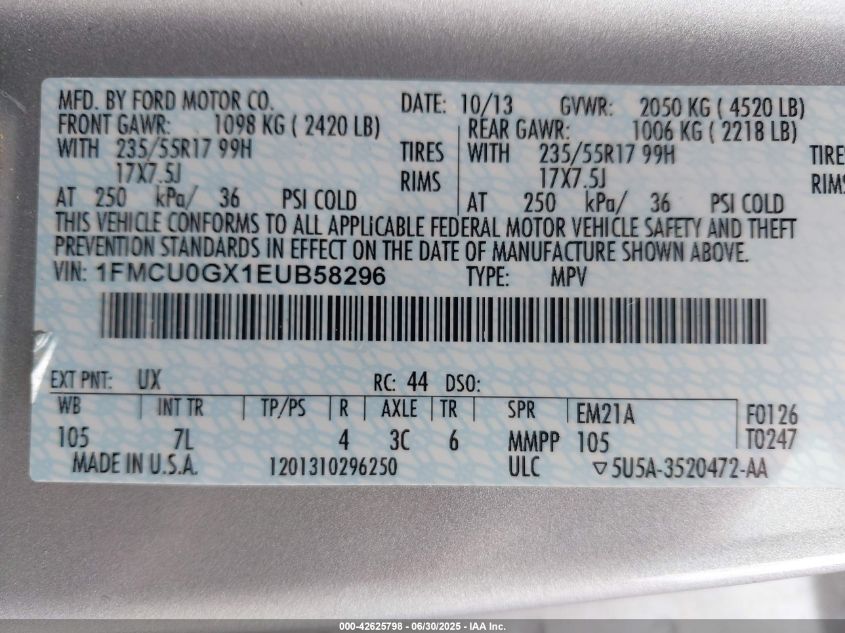 MFD. BY FORD MOTOR CO. DATE: 10/13 GVWR: 2050 KG ( 4520 LB)
FRONT GAWR: 1098 KG ( 2420 LB) REAR GAWR: 1006 KG ( 2218 LB)
WITH 235/55R17 99H TIRES WITH 235/55R17 99H TIRE
17X7.5J RIMS 17X7.5J RIMS
AT 250 kPa/ 36 PSI COLD AT 250 kPa/ 36 PSI COLD
THIS VEHICLE CONFORMS TO ALL APPLICABLE FEDERAL MOTOR VEHICLE SAFETY AND THEFT
PREVENTION STANDARDS IN EFFECT ON THE DATE OF MANUFACTURE SHOWN ABOVE.
VIN: 1FMCU0GX1EUB58296 TYPE: MPV
EXT PNT: UX RC: 44 DSO:
WB INT TR TP/PS R AXLE TR SPR EM21A F0126
105 7L 4 3C 6 MMPP 105 T0247
MADE IN U.S.A. 1201310296250 ULC ▽5U5A-3520472-AA
000-42625798 - 06/30/2025 - IAA Inc.